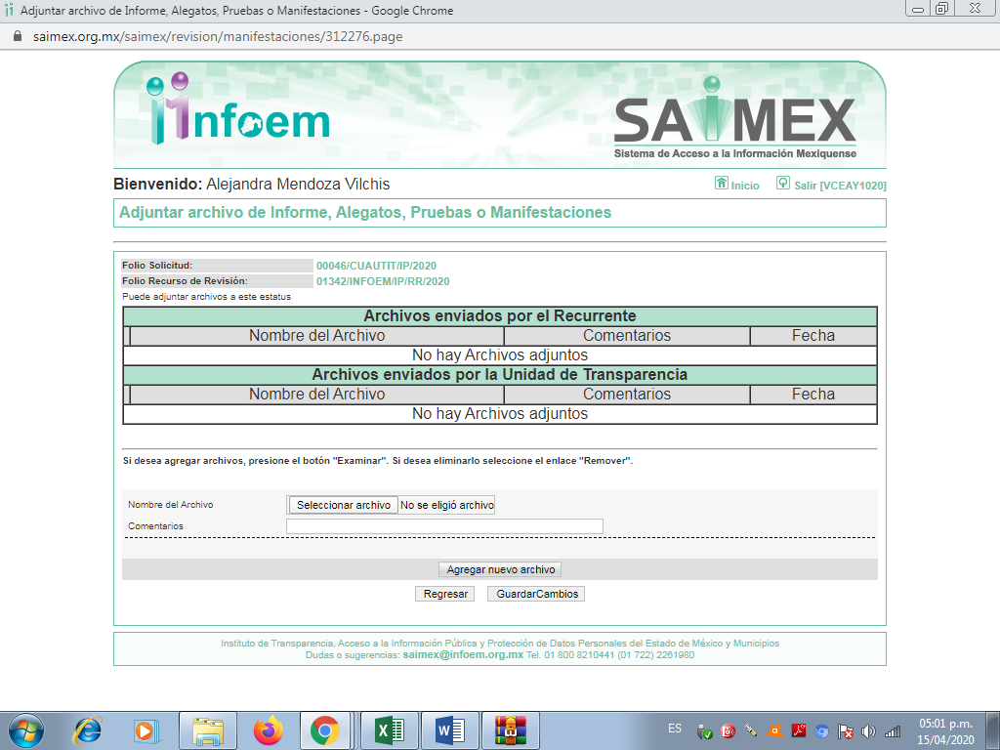 Adjuntar archivo de Informe, Alegatos, Pruebas o Manifestaciones - Google Chrome
saimex.org.mx/saimex/revision/manifestaciones/312276.page
infoem
SAIMEX
Sistema de Acceso a la Información Mexiquense
Bienvenido: Alejandra Mendoza Vilchis
Inicio Salir [VCEAY1020]
Adjuntar archivo de Informe, Alegatos, Pruebas o Manifestaciones
Folio Solicitud: 00046/CUAUTIT/IP/2020
Folio Recurso de Revisión: 01342/INFOEM/IP/RR/2020
Puede adjuntar archivos a este estatus
Archivos enviados por el Recurrente
Nombre del Archivo Comentarios Fecha
No hay Archivos adjuntos
Archivos enviados por la Unidad de Transparencia
Nombre del Archivo Comentarios Fecha
No hay Archivos adjuntos
Si desea agregar archivos, presione el botón "Examinar". Si desea eliminarlo seleccione el enlace "Remover".
Nombre del Archivo Seleccionar archivo No se eligió archivo
Comentarios
Agregar nuevo archivo
Regresar GuardarCambios
Instituto de Transparencia, Acceso a la Información Pública y Protección de Datos Personales del Estado de México y Municipios
Dudas o sugerencias: saimex@infoem.org.mx Tel. 01 800 8210441 (01 722) 2261980
ES
05:01 p.m.
15/04/2020